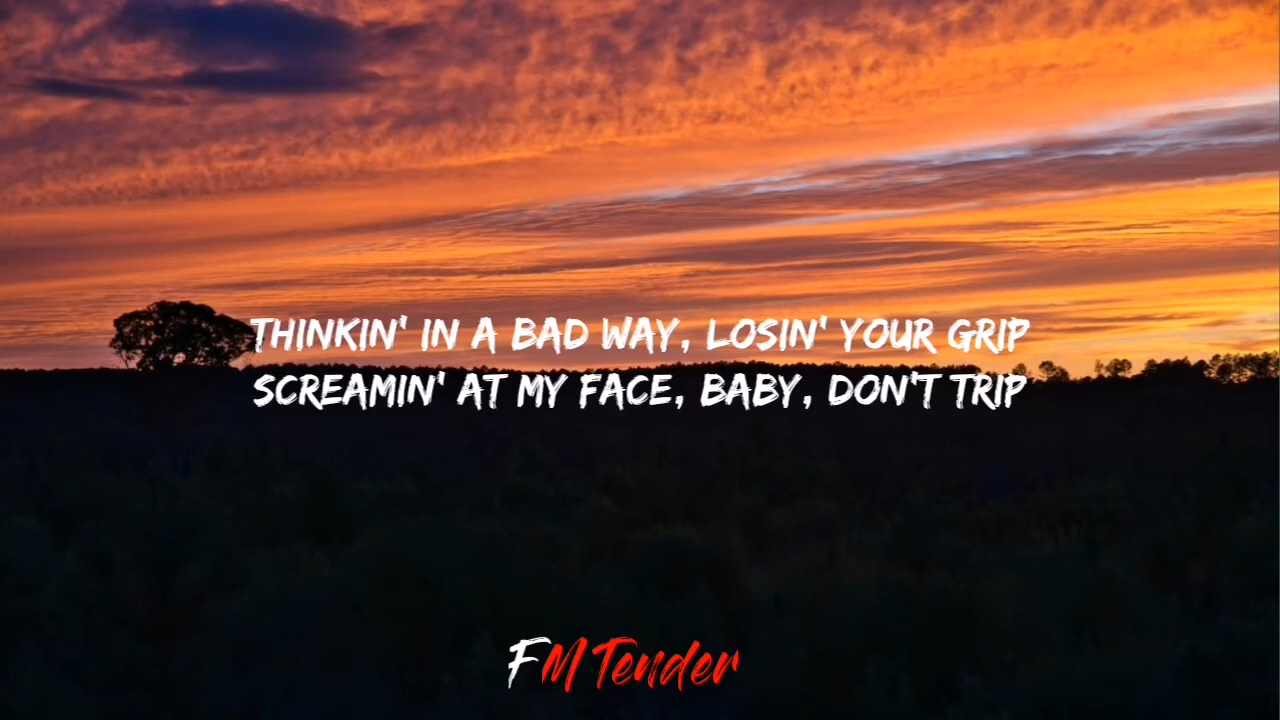 THINKIN' IN A BAD WAY, LOSIN' YOUR GRIP
SCREAMIN' AT MY FACE, BABY, DON'T TRIP
FM Tender